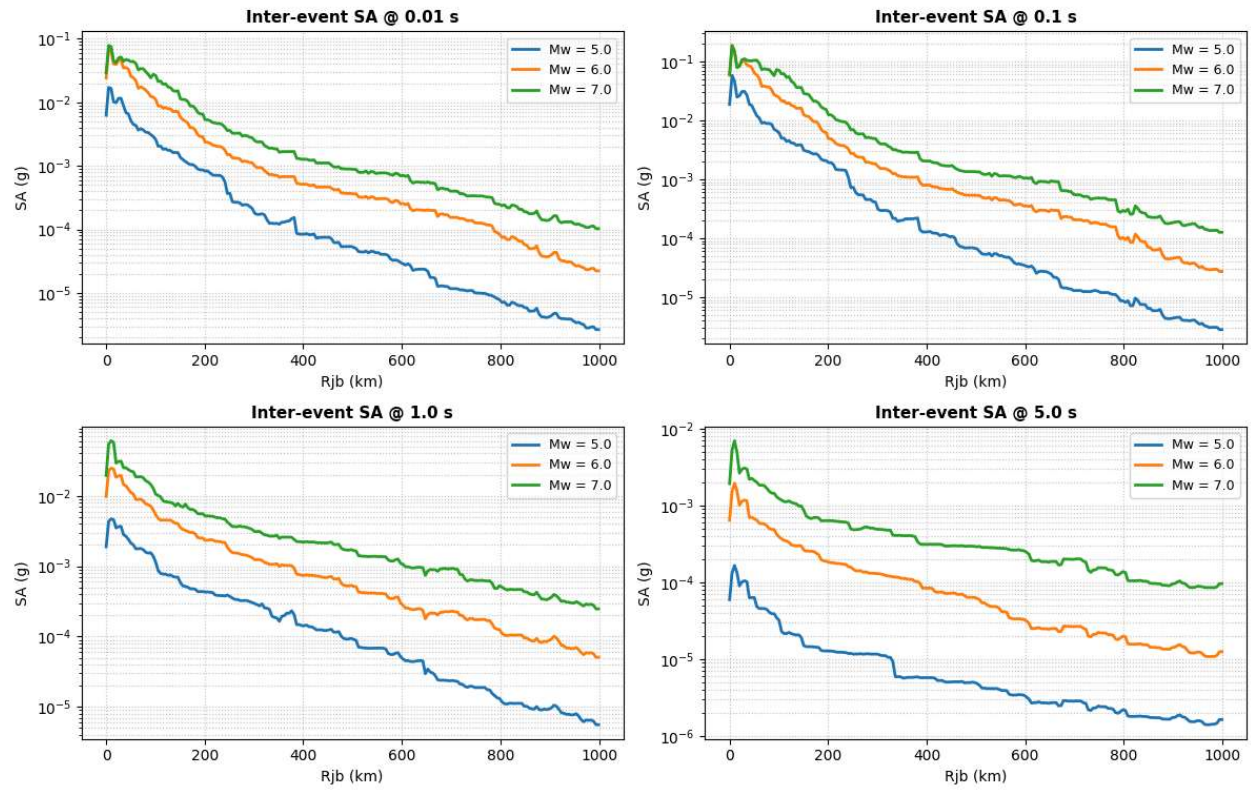 Inter-event SA @ 0.01 s
SA (g)
10⁻¹
10⁻²
10⁻³
10⁻⁴
10⁻⁵
Mw = 5.0
Mw = 6.0
Mw = 7.0
0 200 400 600 800 1000
Rjb (km)
Inter-event SA @ 0.1 s
SA (g)
10⁻¹
10⁻²
10⁻³
10⁻⁴
10⁻⁵
Mw = 5.0
Mw = 6.0
Mw = 7.0
0 200 400 600 800 1000
Rjb (km)
Inter-event SA @ 1.0 s
SA (g)
10⁻²
10⁻³
10⁻⁴
10⁻⁵
Mw = 5.0
Mw = 6.0
Mw = 7.0
0 200 400 600 800 1000
Rjb (km)
Inter-event SA @ 5.0 s
SA (g)
10⁻²
10⁻³
10⁻⁴
10⁻⁵
10⁻⁶
Mw = 5.0
Mw = 6.0
Mw = 7.0
0 200 400 600 800 1000
Rjb (km)